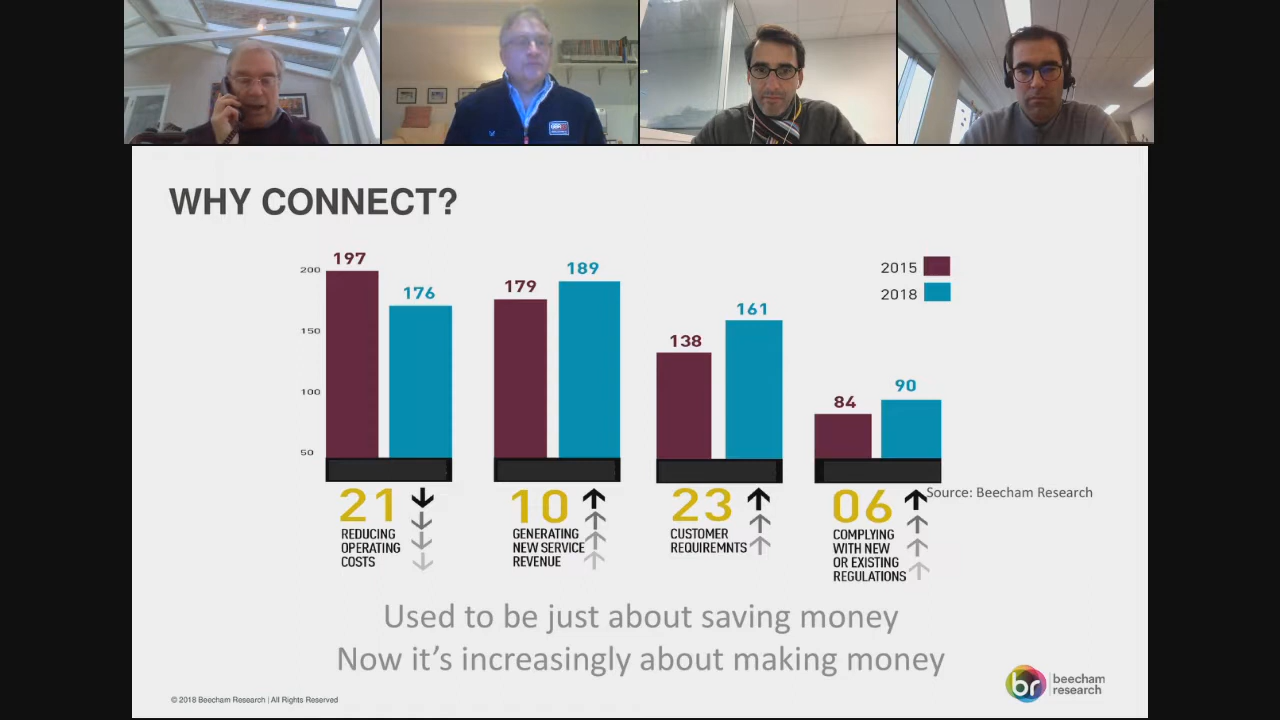 WHY CONNECT?
197
176
179
189
138
161
84
90
200
150
100
50
2015
2018
21
REDUCING
OPERATING
COSTS
10
GENERATING
NEW SERVICE
REVENUE
23
CUSTOMER
REQUIREMNTS
06
COMPLYING
WITH NEW
OR EXISTING
REGULATIONS
Source: Beecham Research
Used to be just about saving money
Now it's increasingly about making money
© 2018 Beecham Research | All Rights Reserved
br beecham
research